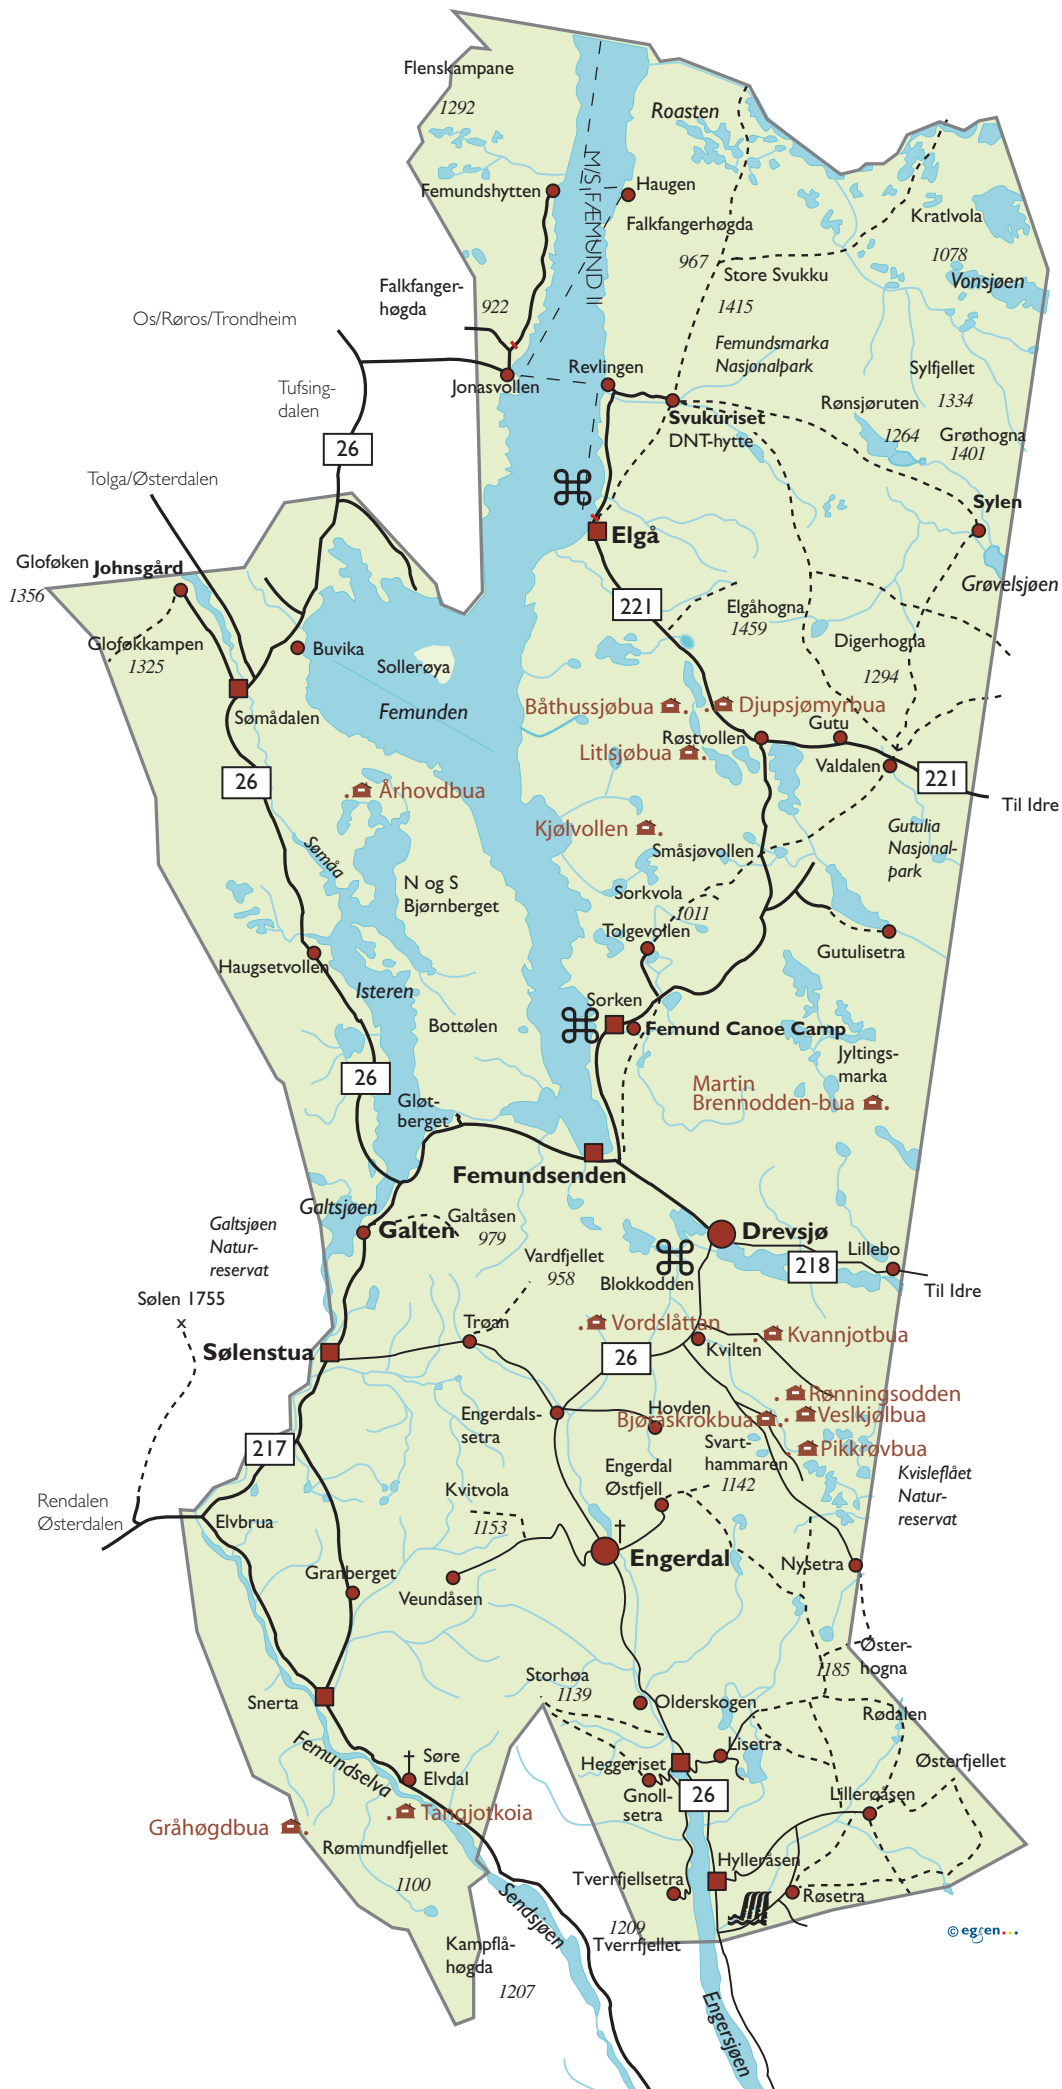 Flenskampane
1292
Roasten
M/S FÆMUND II
Femundshytten
Haugen
Falkfangerhøgda
967
Kratlvola
1078
Vonsjøen
Store Svukku
1415
Falkfanger-
høgda
922
Os/Røros/Trondheim
Femundsmarka
Nasjonalpark
Jonasvollen
Revlingen
Sylfjellet
1334
Tufsing-
dalen
Svukuriset
DNT-hytte
Rønsjøruten
1264
Grøthogna
1401
26
Tolga/Østerdalen
Sylen
Elgå
Gloføken
1356
Johnsgård
Grøvelsjøen
221
Elgåhogna
1459
Gloføkkampen
1325
Buvika
Digerhogna
1294
Sollerøya
Sømådalen
Femunden
Båthussjøbua
Djupsjømyrbua
Røstvollen
Gutu
Litlsjøbua
Valdalen
221
Til Idre
26
Århovdbua
Kjølvollen
Gutulia
Nasjonal-
park
Sømåa
Småsjøvollen
N og S
Bjørnberget
Sorkvola
1011
Tolgevollen
Gutulisetra
Haugsetvollen
Isteren
Sorken
Bottølen
Femund Canoe Camp
Jyltings-
marka
26
Martin
Brennodden-bua
Gløt-
berget
Femundsenden
Galtsjøen
Galtsjøen
Natur-
reservat
Galten
Galtåsen
979
Drevsjø
Lillebo
218
Til Idre
Vardfjellet
958
Blokkodden
Sølen 1755
x
Trøan
Vordslåttan
Kvannjotbua
Kvilten
Sølenstua
26
Rønningsodden
Engerdals-
setra
Hovden
Bjøråskrokbua
Veslkjølbua
Svart-
hammaren
1142
Pikkrøvbua
217
Engerdal
Østfjell
Kvisleflået
Natur-
reservat
Rendalen
Østerdalen
Kvitvola
1153
Elvbrua
Engerdal
Nysetra
Granberget
Veundåsen
Øster-
hogna
1185
Storhøa
1139
Snerta
Olderskogen
Rødalen
Femundselva
Søre
Elvdal
Lisetra
Østerfjellet
Heggeriset
Gnoll-
setra
26
Lillerøåsen
Gråhøgdbua
Tangjotkoia
Rømmundfjellet
1100
Hylleråsen
Tverrfjellsetra
Røsetra
Sendsjøen
1209
Tverrfjellet
Kampflå-
høgda
1207
Engersjøen
© eggen...